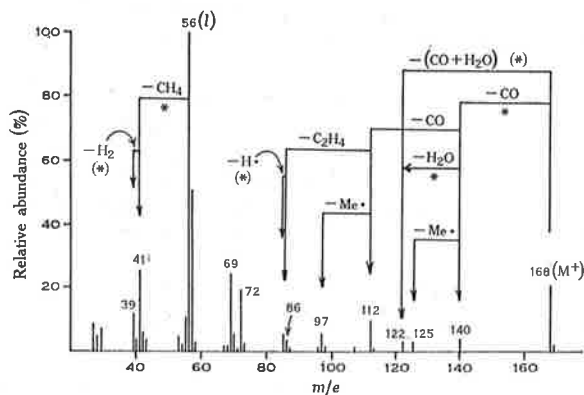 56(l)
−(CO+H₂O) (*)
−CH₄
*
−CO
*
−CO
−C₂H₄
−H₂
(*)
−H•
(*)
−H₂O
*
−Me•
−Me•
Relative abundance (%)
100
80
60
40
20
41
39
69
72
86
97
112
122
125
140
168(M⁺)
40
60
80
100
120
140
160
m/e